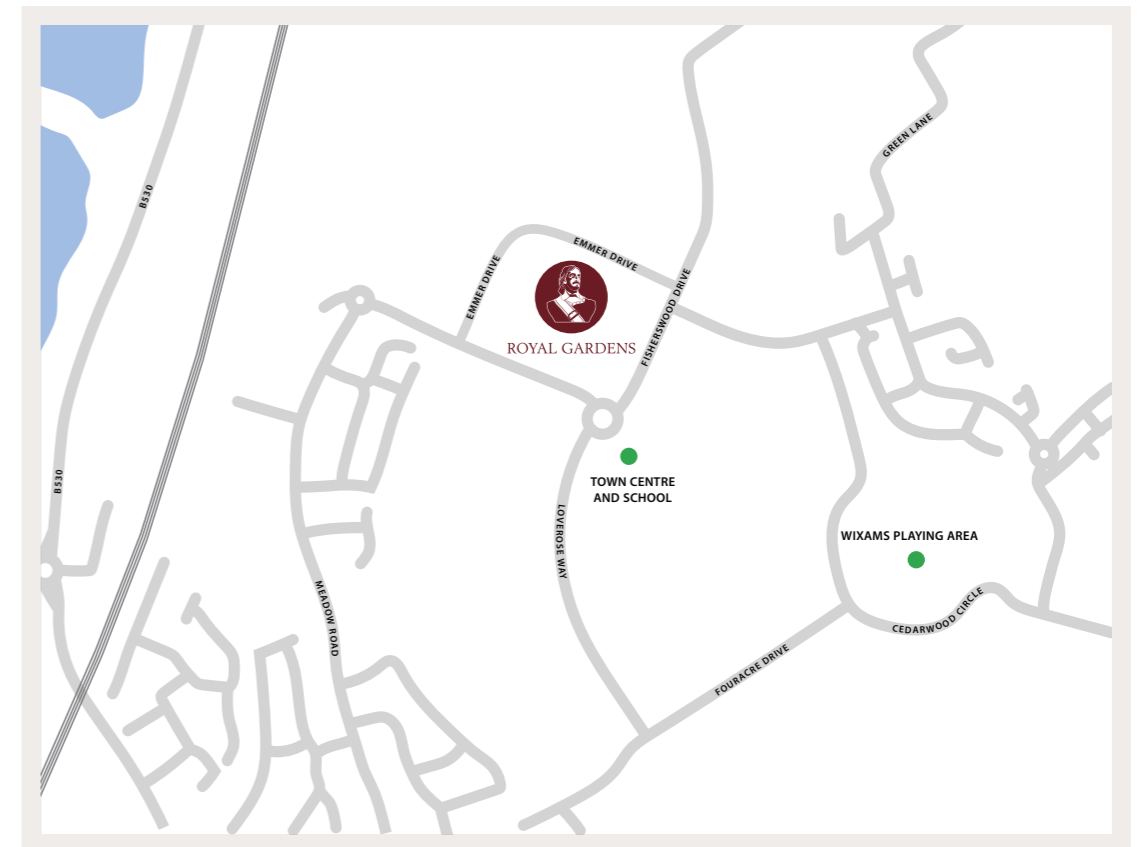 GREEN LANE
B530
EMMER DRIVE
EMMER DRIVE
FISHERSWOOD DRIVE
ROYAL GARDENS
B530
TOWN CENTRE
AND SCHOOL
LOVEROSE WAY
WIXAMS PLAYING AREA
MEADOW ROAD
CEDARWOOD CIRCLE
FOURACRE DRIVE